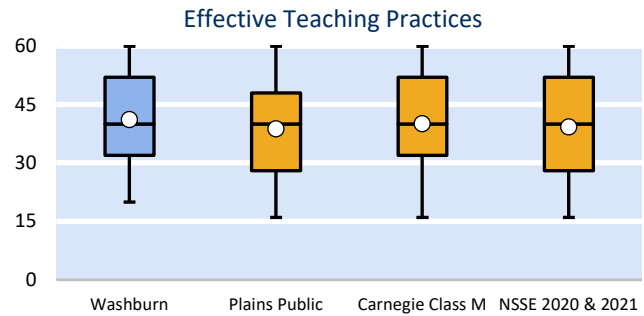 Effective Teaching Practices
60
45
30
15
0
Washburn Plains Public Carnegie Class M NSSE 2020 & 2021